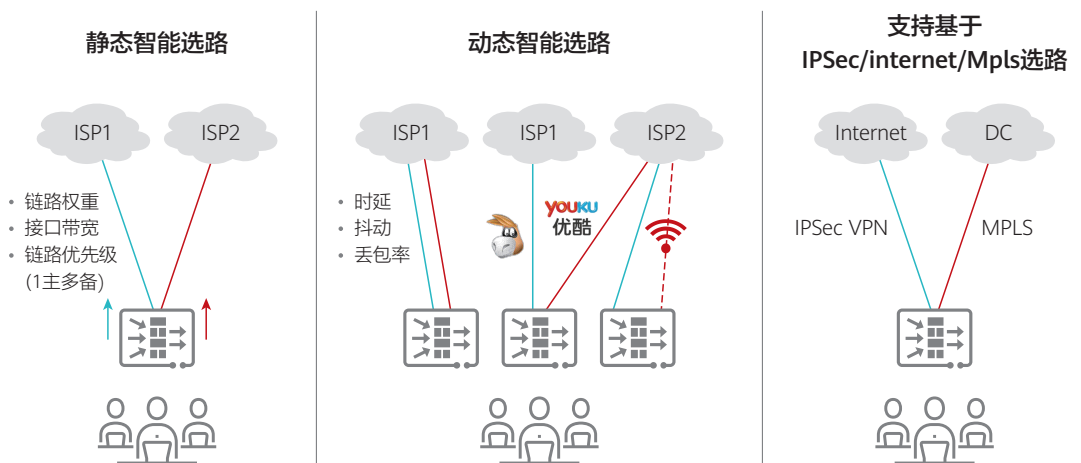 静态智能选路
ISP1
ISP2
• 链路权重
• 接口带宽
• 链路优先级
(1主多备)
动态智能选路
ISP1
ISP1
ISP2
• 时延
• 抖动
• 丢包率
YOUKU
优酷
支持基于
IPSec/internet/Mpls选路
Internet
DC
IPSec VPN
MPLS